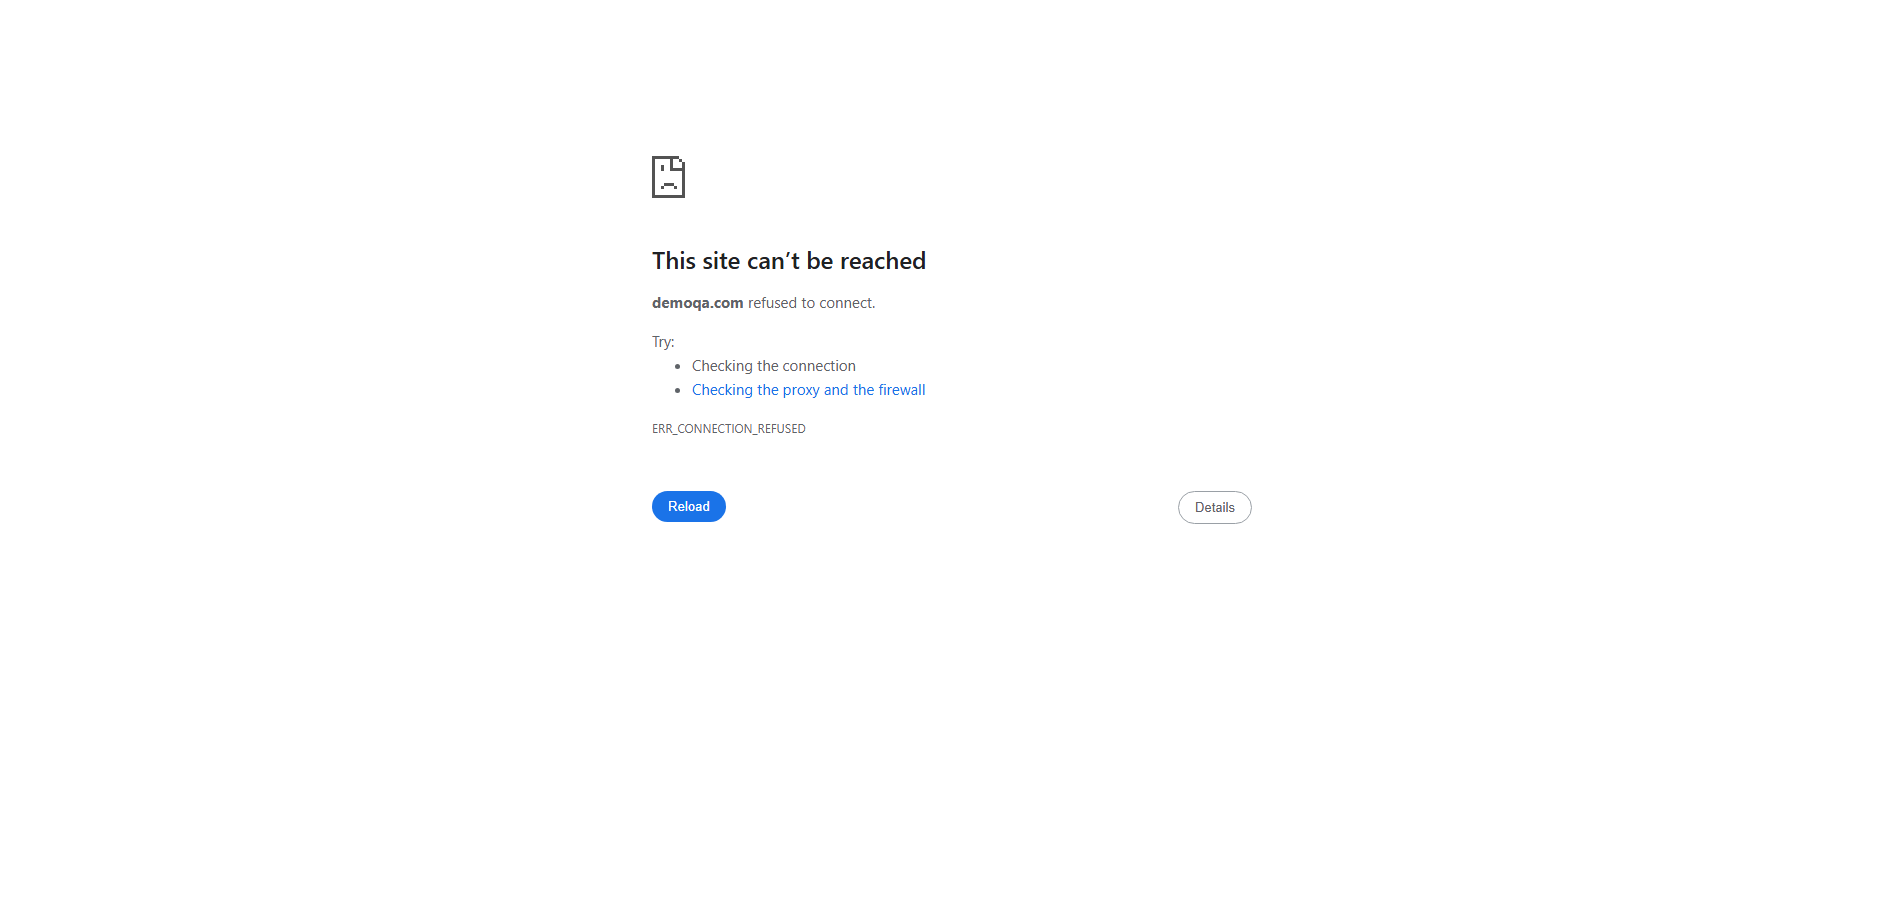 This site can’t be reached
demoqa.com refused to connect.
Try:
Checking the connection
Checking the proxy and the firewall
ERR_CONNECTION_REFUSED
Reload
Details